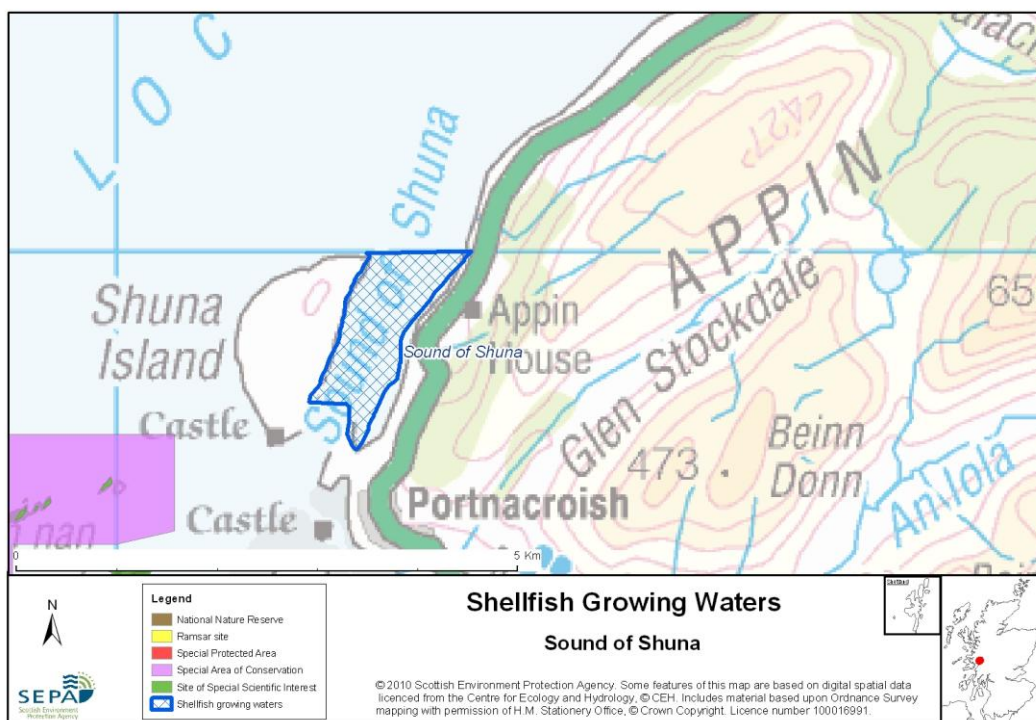 LOC
Sound of Shuna
427
APPIN
Shuna
Island
Appin
House
Sound of Shuna
Glen Stockdale
65
Castle
473
Beinn
Donn
An Iola
Portnacroish
Castle
n nan
0
5 Km
N
SEPA
Scottish Environment
Protection Agency
Legend
National Nature Reserve
Ramsar site
Special Protected Area
Special Area of Conservation
Site of Special Scientific Interest
Shellfish growing waters
Shellfish Growing Waters
Sound of Shuna
© 2010 Scottish Environment Protection Agency. Some features of this map are based on digital spatial data
licenced from the Centre for Ecology and Hydrology, © CEH. Includes material based upon Ordnance Survey
mapping with permission of H.M. Stationery Office, © Crown Copyright. Licence number 100016991.
Shetland